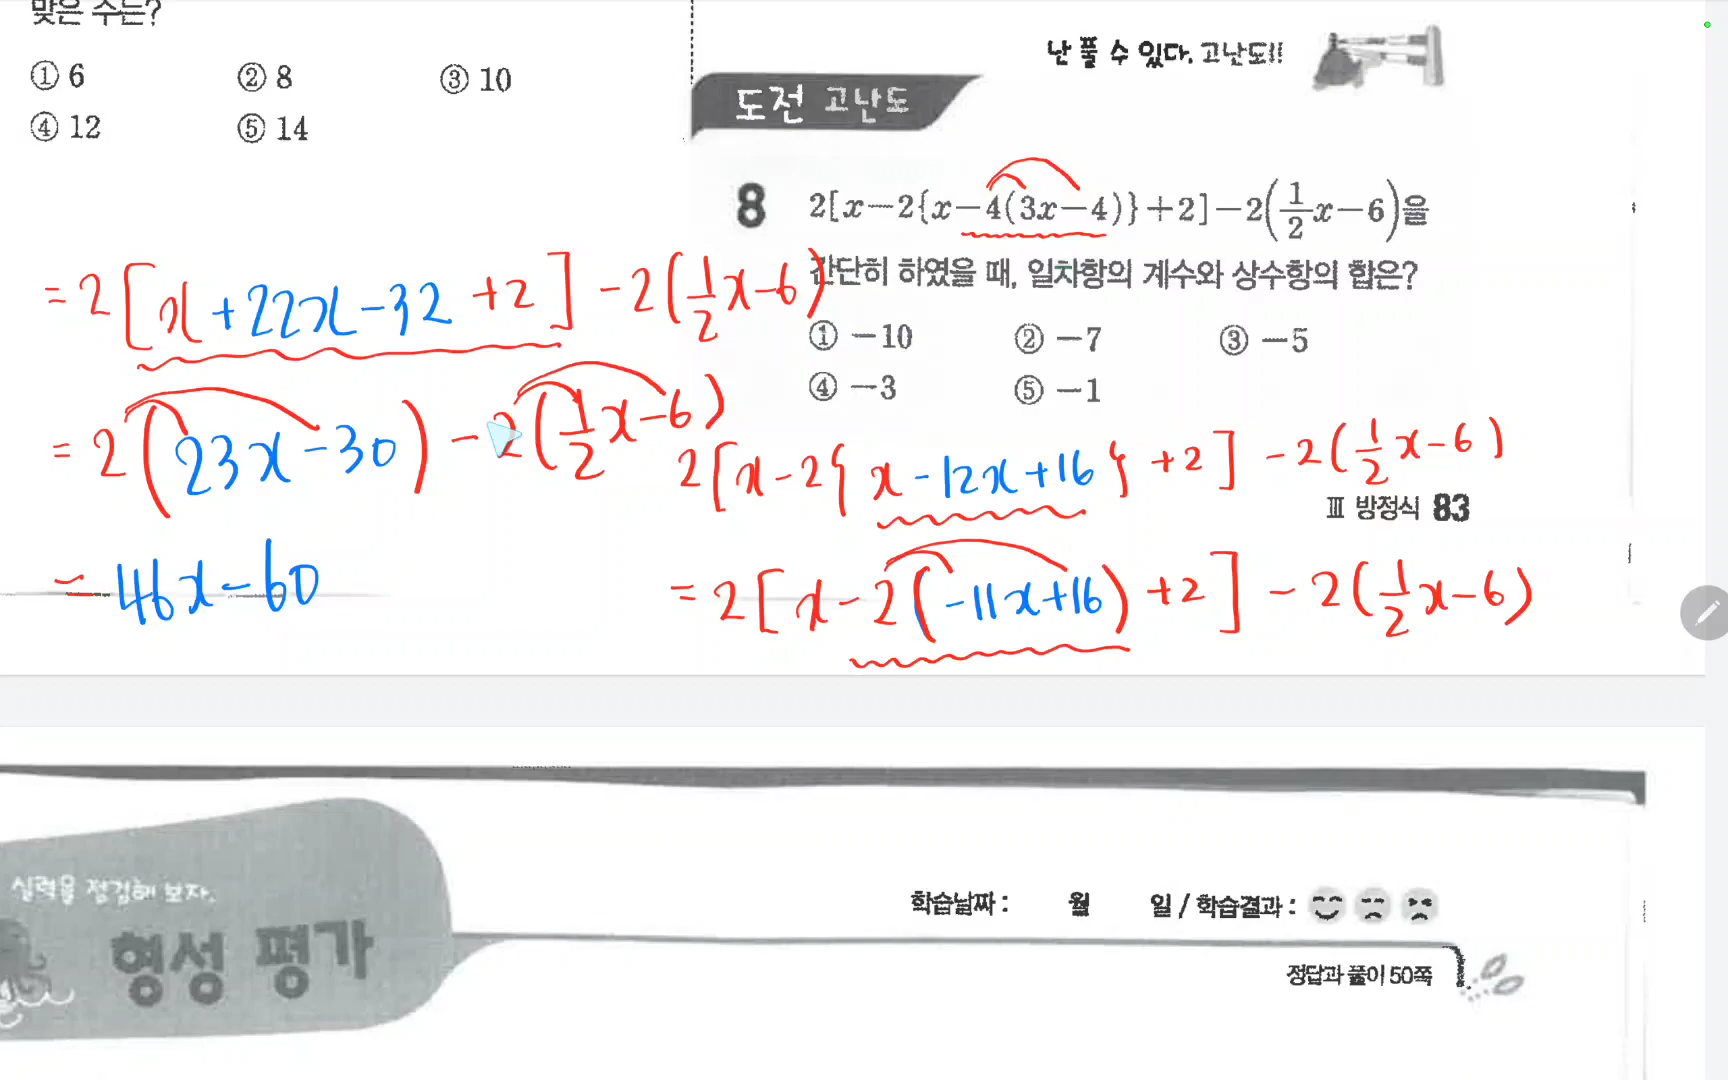 맞은 수는?
① 6 ② 8 ③ 10
④ 12 ⑤ 14
난 풀 수 있다. 고난도!!
도전 고난도
8 2[x-2{x-4(3x-4)}+2]-2(1/2x-6)을
간단히 하였을 때, 일차항의 계수와 상수항의 합은?
① -10 ② -7 ③ -5
④ -3 ⑤ -1
2[x-2{x-12x+16}+2]-2(1/2x-6)
Ⅲ 방정식 83
=2[x-2(-11x+16)+2]-2(1/2x-6)
=2[x+22x-32+2]-2(1/2x-6)
=2(23x-30)-2(1/2x-6)
=46x-60
실력을 점검해 보자.
형성 평가
학습날짜 : 월 일 / 학습결과 :
정답과 풀이 50쪽